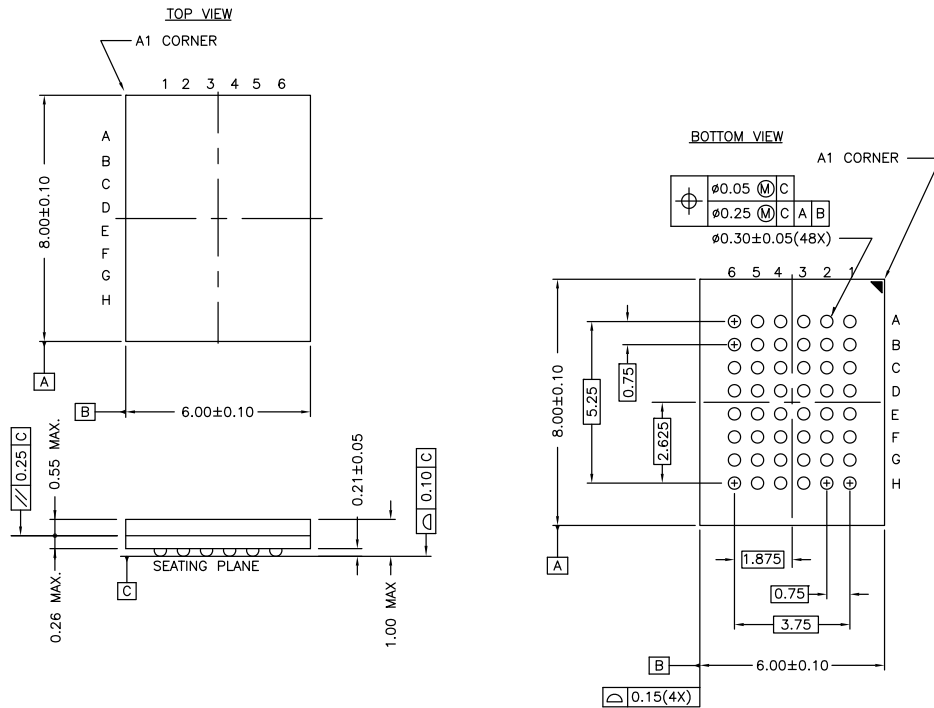 TOP VIEW
A1 CORNER
1 2 3 4 5 6
A
B
C
D
E
F
G
H
8.00±0.10
A
B
6.00±0.10
// 0.25 C
0.55 MAX.
0.26 MAX.
0.21±0.05
⌓ 0.10 C
SEATING PLANE
C
1.00 MAX
BOTTOM VIEW
A1 CORNER
⌖ ø0.05 Ⓜ C
ø0.25 Ⓜ C A B
ø0.30±0.05(48X)
6 5 4 3 2 1
A
B
C
D
E
F
G
H
8.00±0.10
5.25
0.75
2.625
A
1.875
0.75
3.75
B
6.00±0.10
⌓ 0.15(4X)